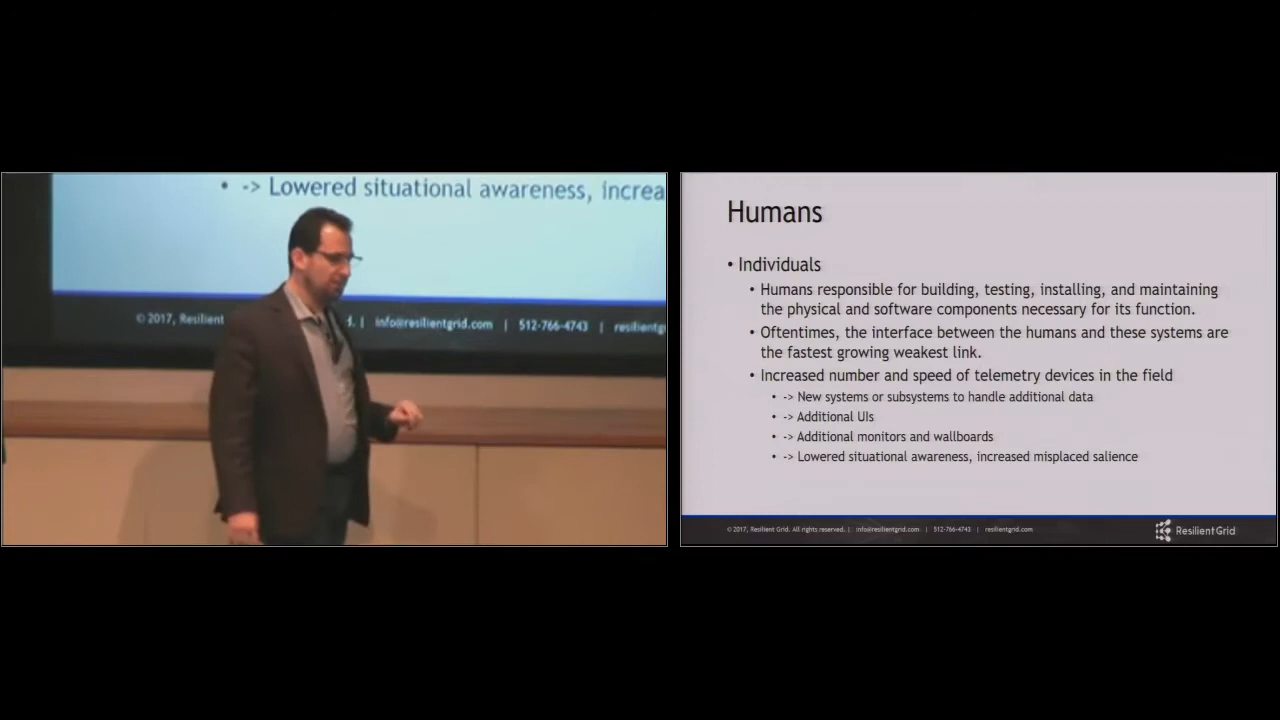 • -> Lowered situational awareness, increa
© 2017, Resilient d. | info@resilientgrid.com | 512-766-4743 | resilientg
Humans
• Individuals
• Humans responsible for building, testing, installing, and maintaining
the physical and software components necessary for its function.
• Oftentimes, the interface between the humans and these systems are
the fastest growing weakest link.
• Increased number and speed of telemetry devices in the field
• -> New systems or subsystems to handle additional data
• -> Additional UIs
• -> Additional monitors and wallboards
• -> Lowered situational awareness, increased misplaced salience
© 2017, Resilient Grid. All rights reserved. | info@resilientgrid.com | 512-766-4743 | resilientgrid.com
ResilientGrid